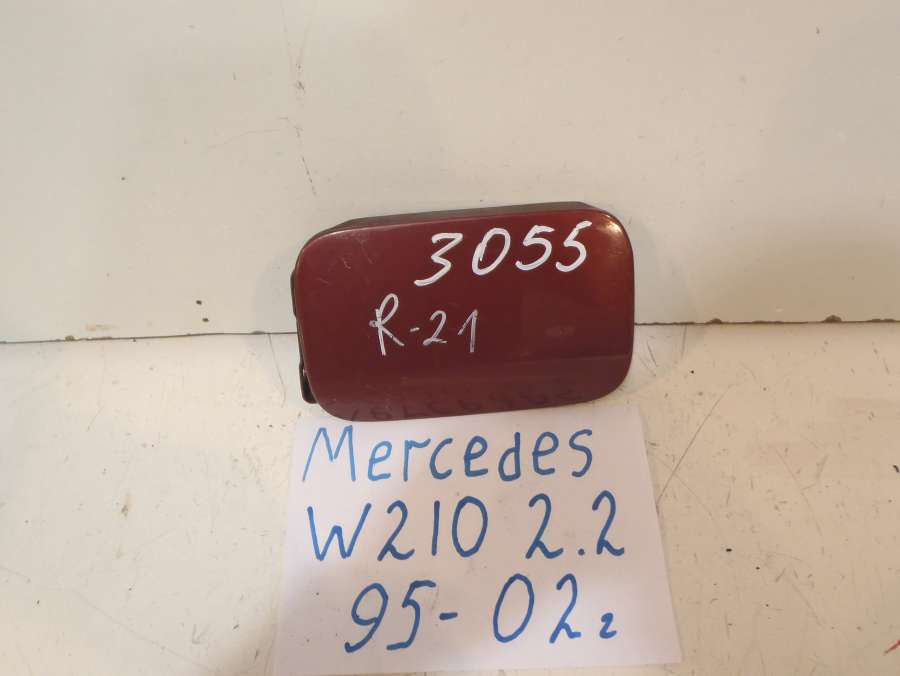 3055
R-21
Mercedes
W210 2.2
95-02г